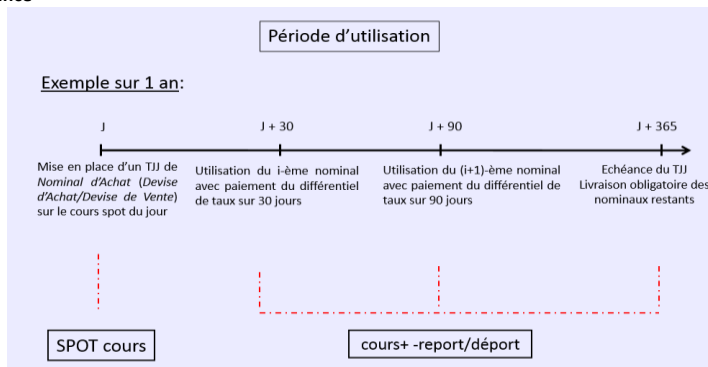 Période d'utilisation
Exemple sur 1 an:
J
J + 30
J + 90
J + 365
Mise en place d'un TJJ de
Nominal d'Achat (Devise
d'Achat/Devise de Vente)
sur le cours spot du jour
Utilisation du i-ème nominal
avec paiement du différentiel
de taux sur 30 jours
Utilisation du (i+1)-ème nominal
avec paiement du différentiel de
taux sur 90 jours
Echéance du TJJ
Livraison obligatoire des
nominaux restants
SPOT cours
cours+ -report/déport